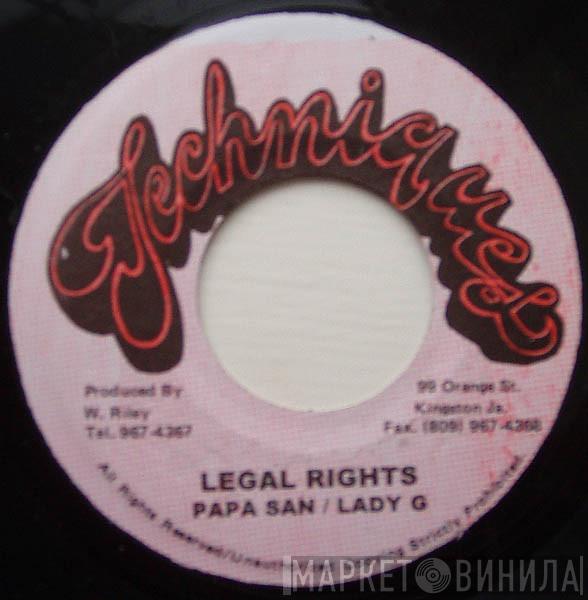 Techniques
Produced By
W. Riley
Tel. 967-4367
99 Orange St.
Kingston Ja.
Fax. (809) 967-4368
LEGAL RIGHTS
PAPA SAN / LADY G
All Rights Reserved/Unauthorised Strictly Prohibited.
МАРКЕТ ВИНИЛА